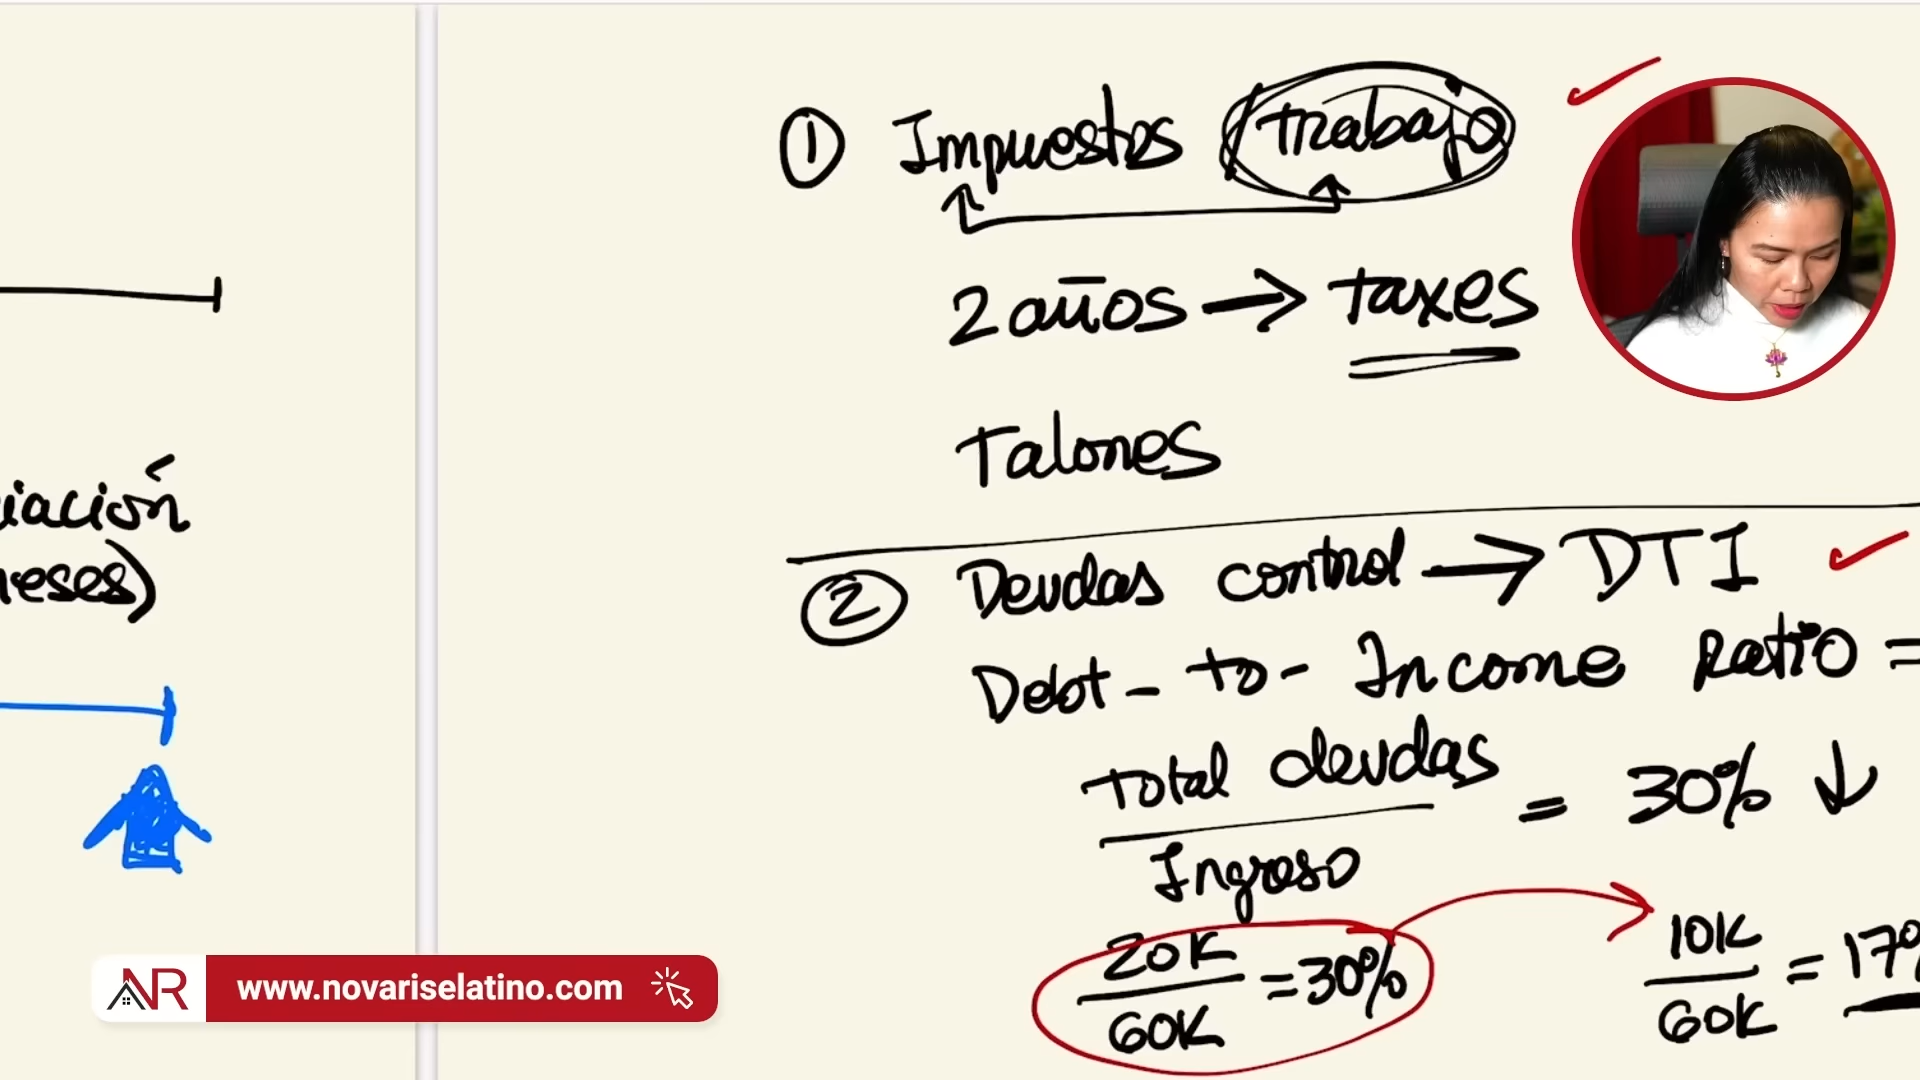 iación
eses)
① Impuestos (trabajo)
2 años → taxes
Talones
② Deudas control → DTI
Debt - to - Income Ratio =
Total deudas
Ingreso
= 30% ↓
20K
60K
= 30%
10K
60K
= 17%
NR
www.novariselatino.com